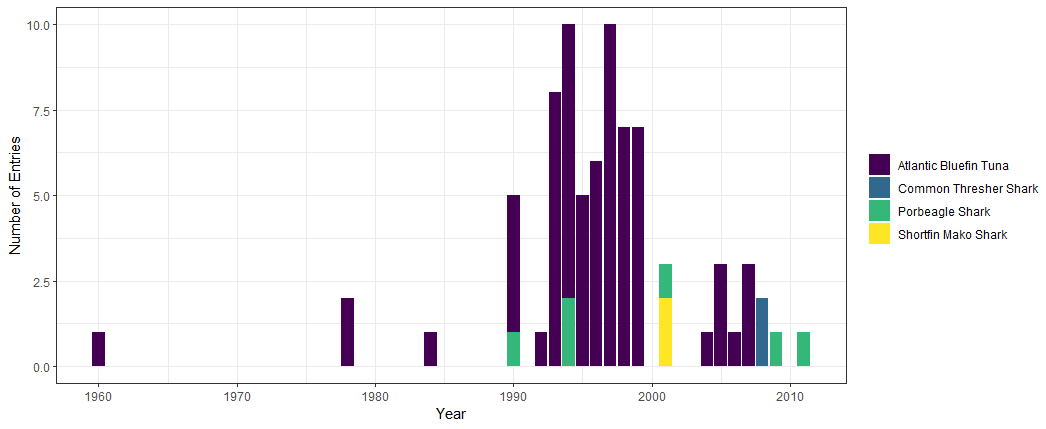 10.0
7.5
5.0
2.5
0.0
Number of Entries
1960 1970 1980 1990 2000 2010
Year
Atlantic Bluefin Tuna
Common Thresher Shark
Porbeagle Shark
Shortfin Mako Shark